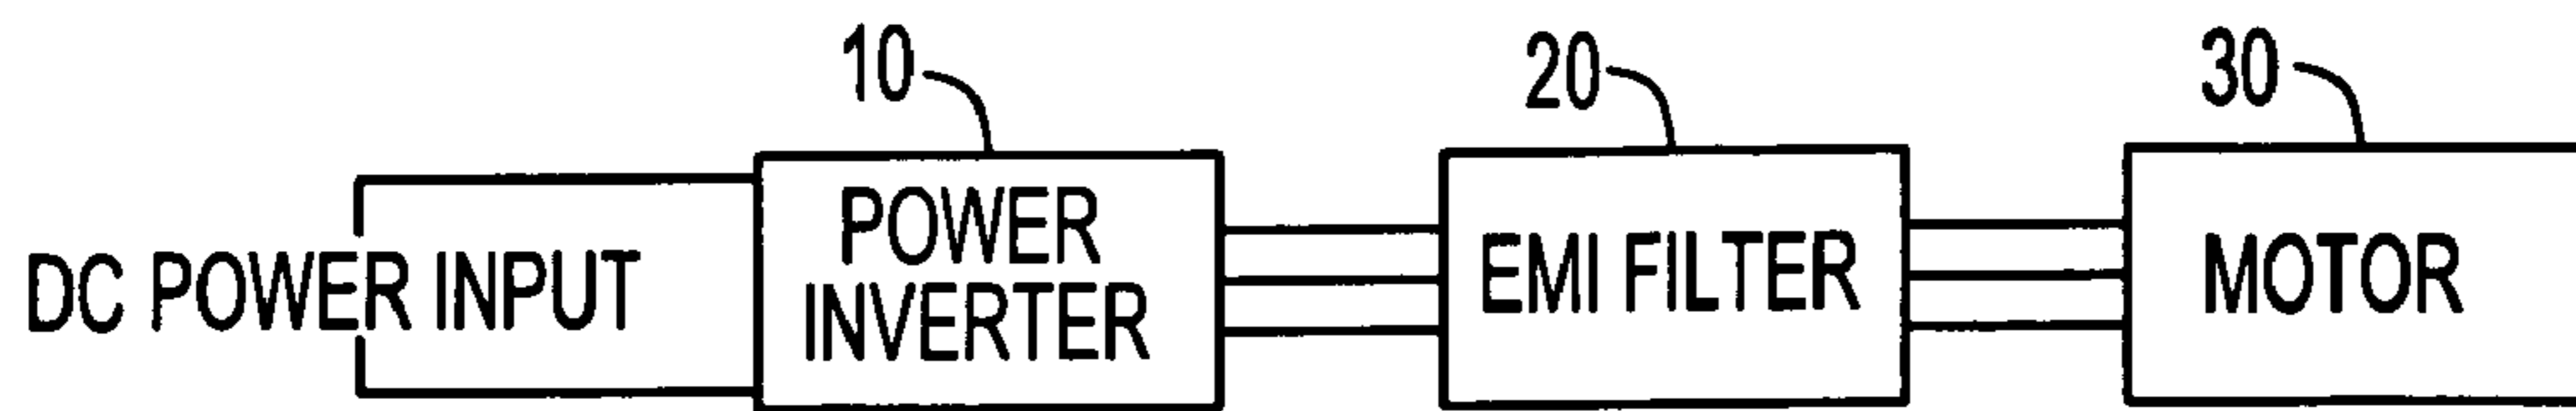 10
20
30
DC POWER INPUT
POWER
INVERTER
EMI FILTER
MOTOR